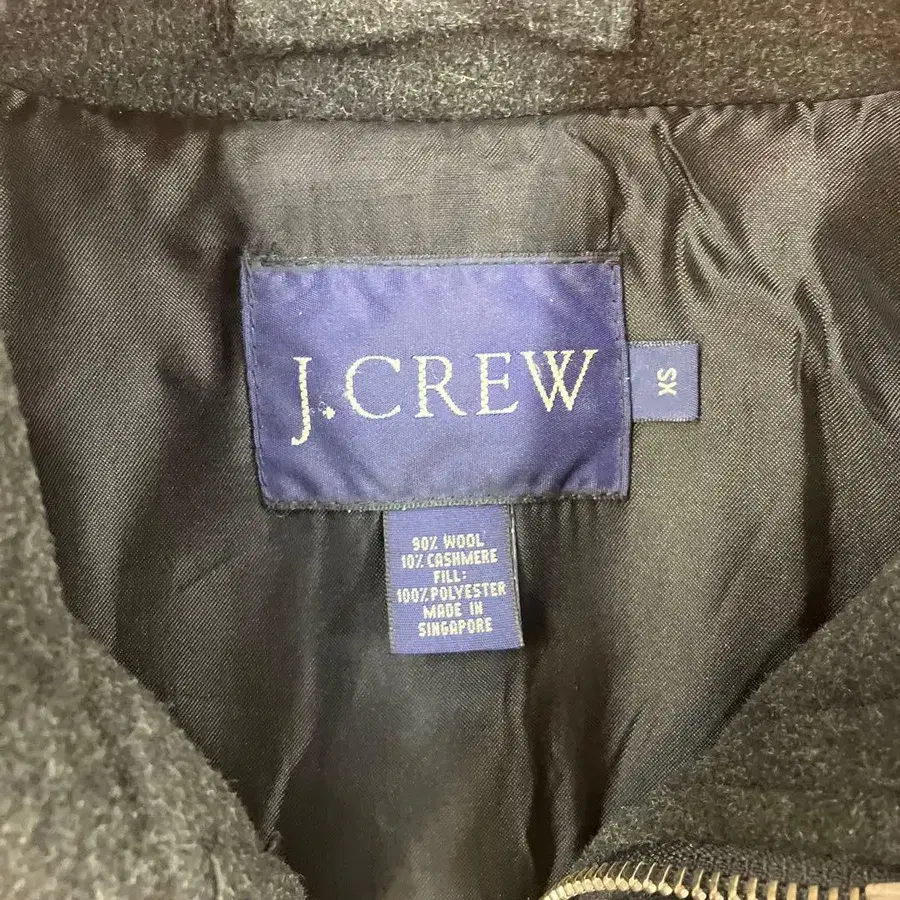 J.CREW
XS
90% WOOL
10% CASHMERE
FILL:
100% POLYESTER
MADE IN
SINGAPORE